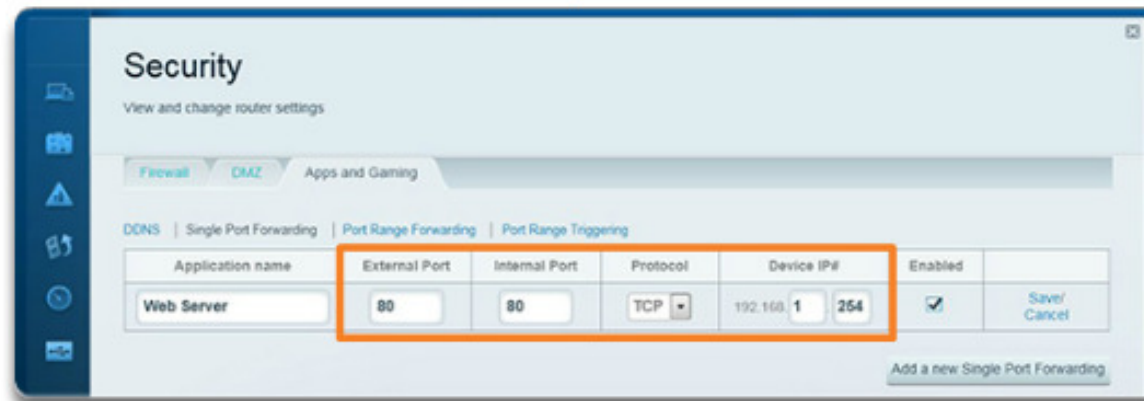 Security
View and change router settings
Firewall DMZ Apps and Gaming
DDNS | Single Port Forwarding | Port Range Forwarding | Port Range Triggering
Application name External Port Internal Port Protocol Device IP# Enabled
Web Server 80 80 TCP 192.168. 1 . 254 Save/
Cancel
Add a new Single Port Forwarding